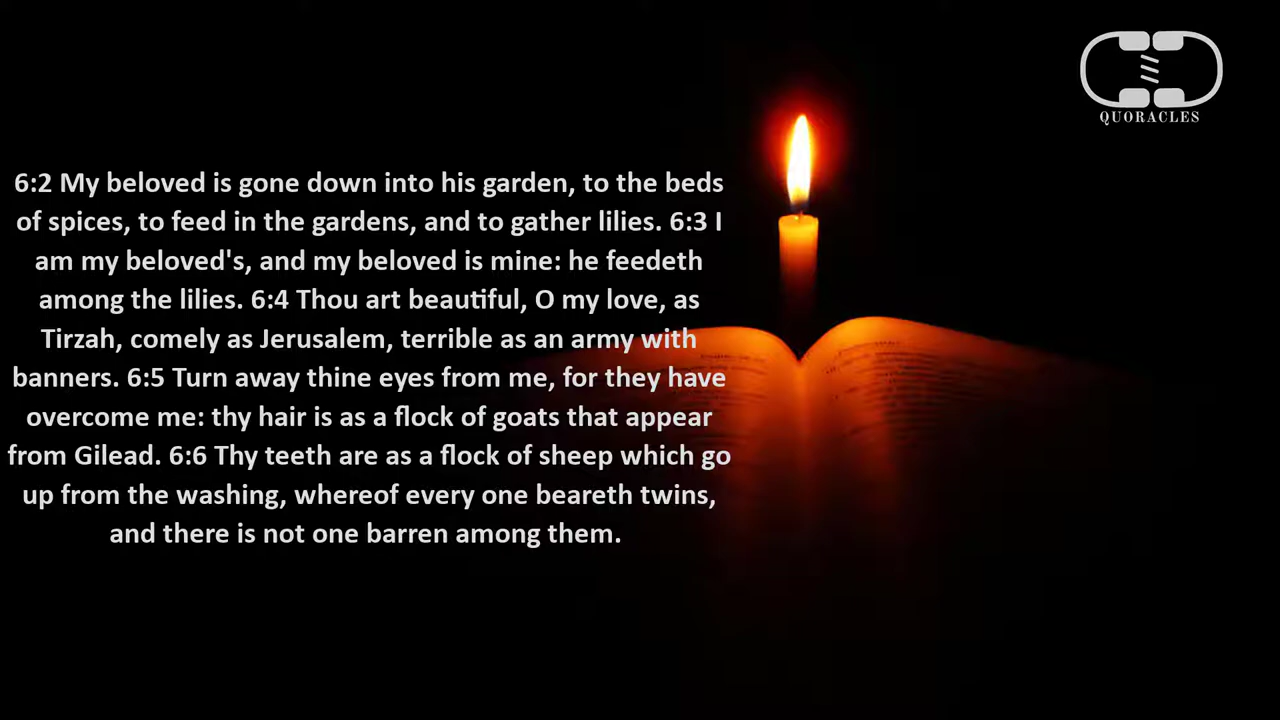 QUORACLES
6:2 My beloved is gone down into his garden, to the beds
of spices, to feed in the gardens, and to gather lilies. 6:3 I
am my beloved's, and my beloved is mine: he feedeth
among the lilies. 6:4 Thou art beautiful, O my love, as
Tirzah, comely as Jerusalem, terrible as an army with
banners. 6:5 Turn away thine eyes from me, for they have
overcome me: thy hair is as a flock of goats that appear
from Gilead. 6:6 Thy teeth are as a flock of sheep which go
up from the washing, whereof every one beareth twins,
and there is not one barren among them.